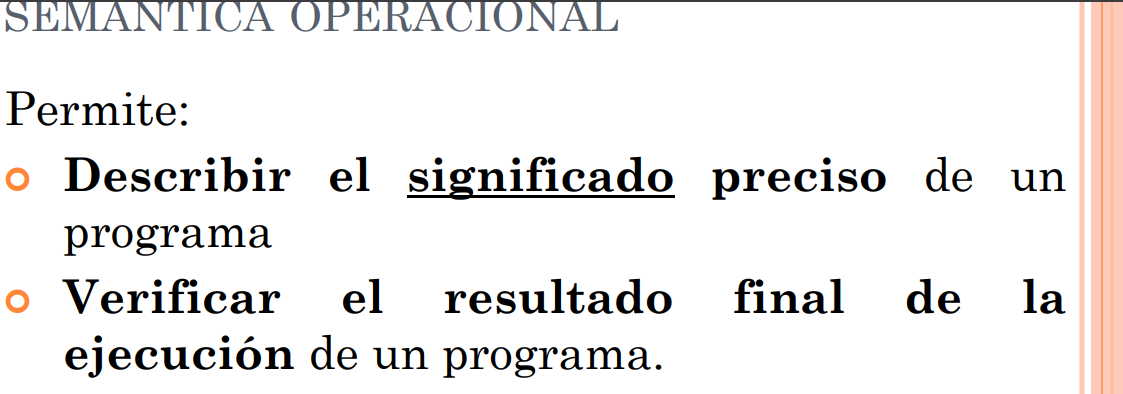 SEMÁNTICA OPERACIONAL
Permite:
Describir el significado preciso de un
programa
Verificar el resultado final de la
ejecución de un programa.